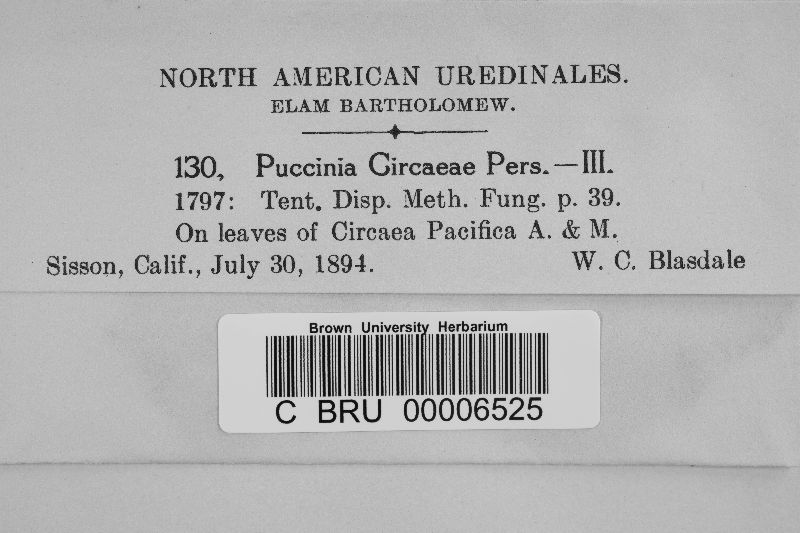 NORTH AMERICAN UREDINALES.
ELAM BARTHOLOMEW.
130, Puccinia Circaeae Pers.—III.
1797: Tent. Disp. Meth. Fung. p. 39.
On leaves of Circaea Pacifica A. & M.
Sisson, Calif., July 30, 1894. W. C. Blasdale
Brown University Herbarium
C BRU 00006525